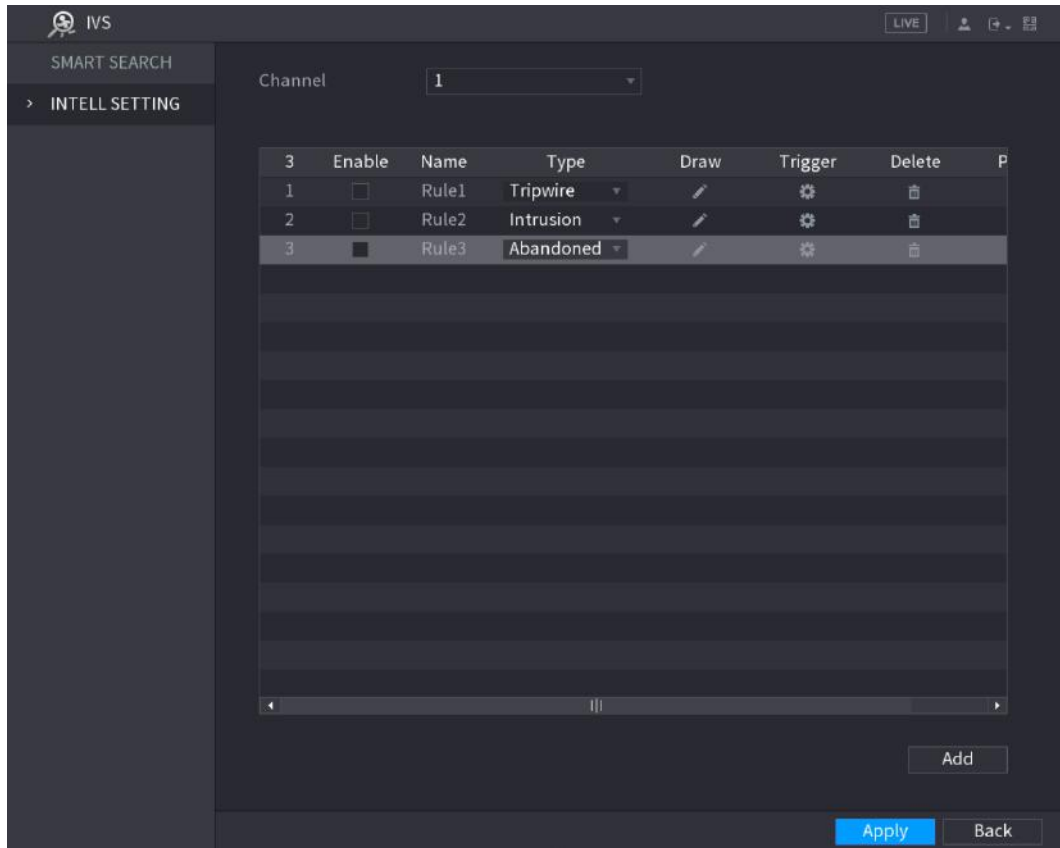 IVS LIVE
SMART SEARCH
INTELL SETTING
Channel 1
3 Enable Name Type Draw Trigger Delete P
1 Rule1 Tripwire
2 Rule2 Intrusion
3 Rule3 Abandoned
Add
Apply Back